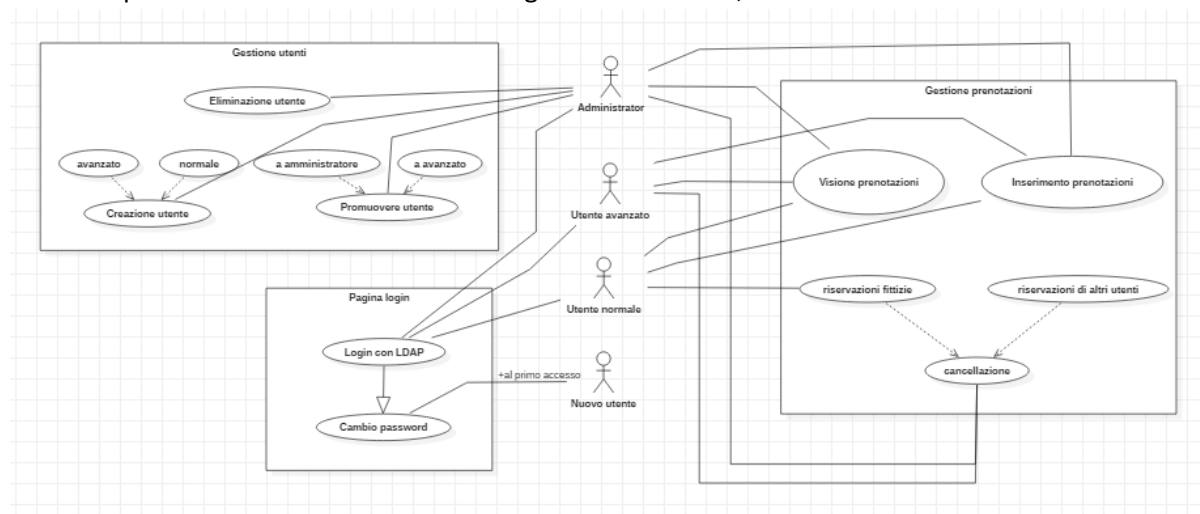 Gestione utenti
Eliminazione utente
avanzato
normale
a amministratore
a avanzato
Creazione utente
Promuovere utente
Administrator
Utente avanzato
Utente normale
Nuovo utente
+al primo accesso
Pagina login
Login con LDAP
Cambio password
Gestione prenotazioni
Visione prenotazioni
Inserimento prenotazioni
riservazioni fittizie
riservazioni di altri utenti
cancellazione